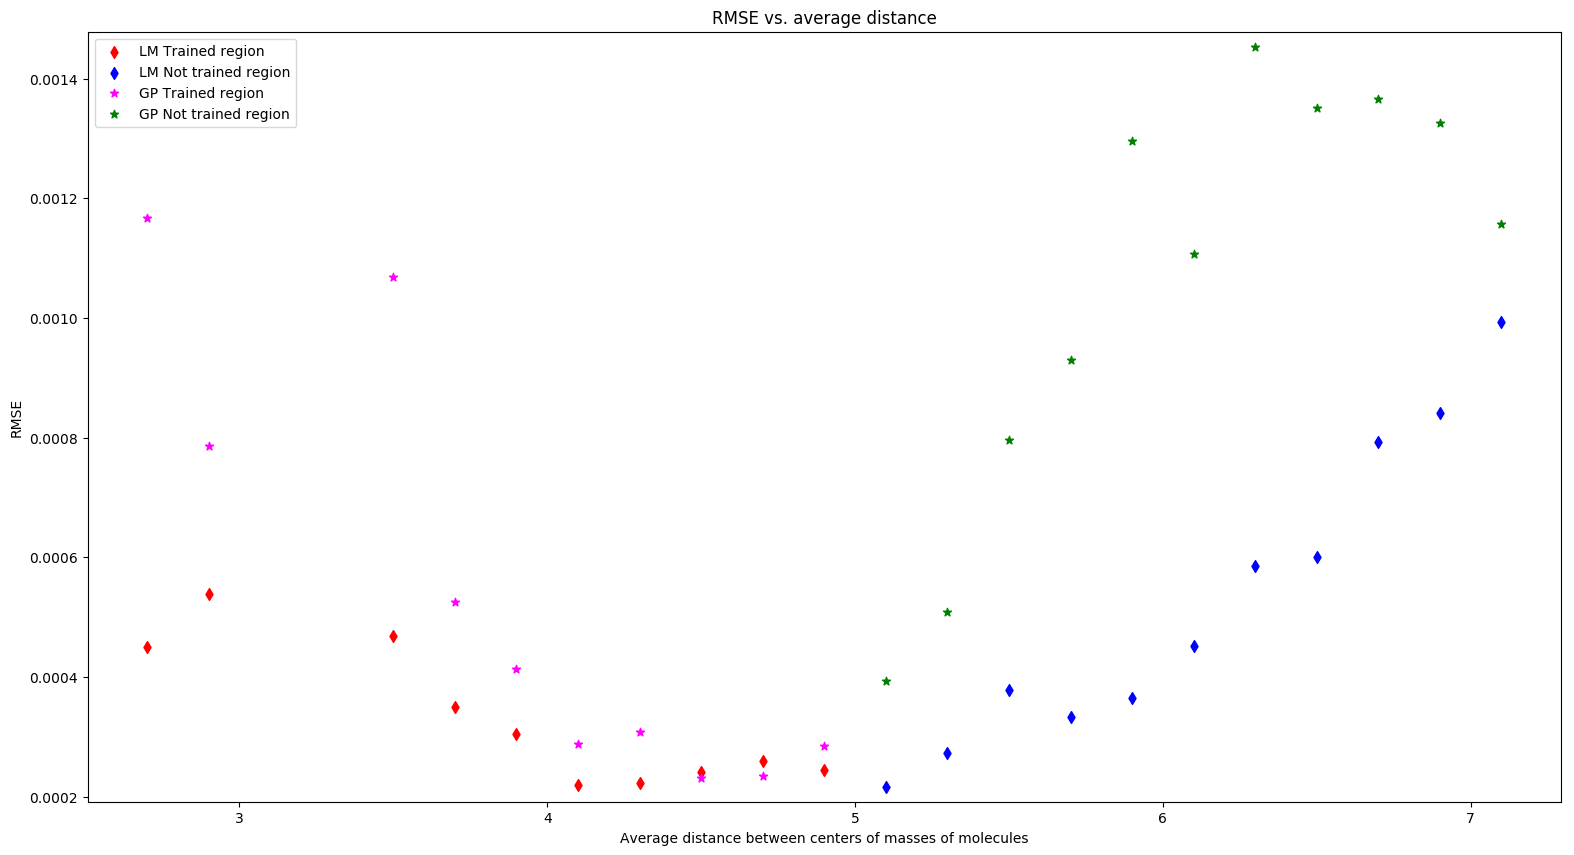 RMSE vs. average distance
LM Trained region
LM Not trained region
GP Trained region
GP Not trained region
0.0014
0.0012
0.0010
0.0008
0.0006
0.0004
0.0002
RMSE
3 4 5 6 7
Average distance between centers of masses of molecules